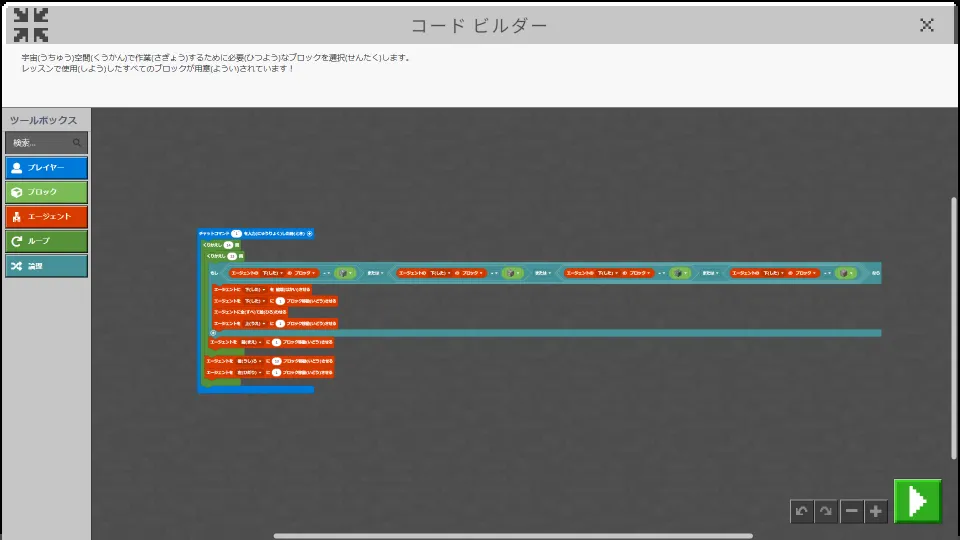 コード ビルダー
宇宙(うちゅう)空間(くうかん)で作業(さぎょう)するために必要(ひつよう)なブロックを選択(せんたく)します。
レッスンで使用(しよう)したすべてのブロックが用意(ようい)されています！
ツールボックス
検索...
プレイヤー
ブロック
エージェント
ループ
論理
チャットコマンド 1 を入力(にゅうりょく)した時(とき)
くりかえし 14 回
くりかえし 13 回
もし エージェントの 下(した) の ブロック = または エージェントの 下(した) の ブロック = または エージェントの 下(した) の ブロック = または エージェントの 下(した) の ブロック = なら
エージェントに 下(した) を 破壊(はかい)させる
エージェントを 下(した) に 1 ブロック移動(いどう)させる
エージェントに全(すべ)て拾(ひろ)わせる
エージェントを 上(うえ) に 1 ブロック移動(いどう)させる
エージェントを 前(まえ) に 1 ブロック移動(いどう)させる
エージェントを 後(うしろ) に 13 ブロック移動(いどう)させる
エージェントを 左(ひだり) に 1 ブロック移動(いどう)させる